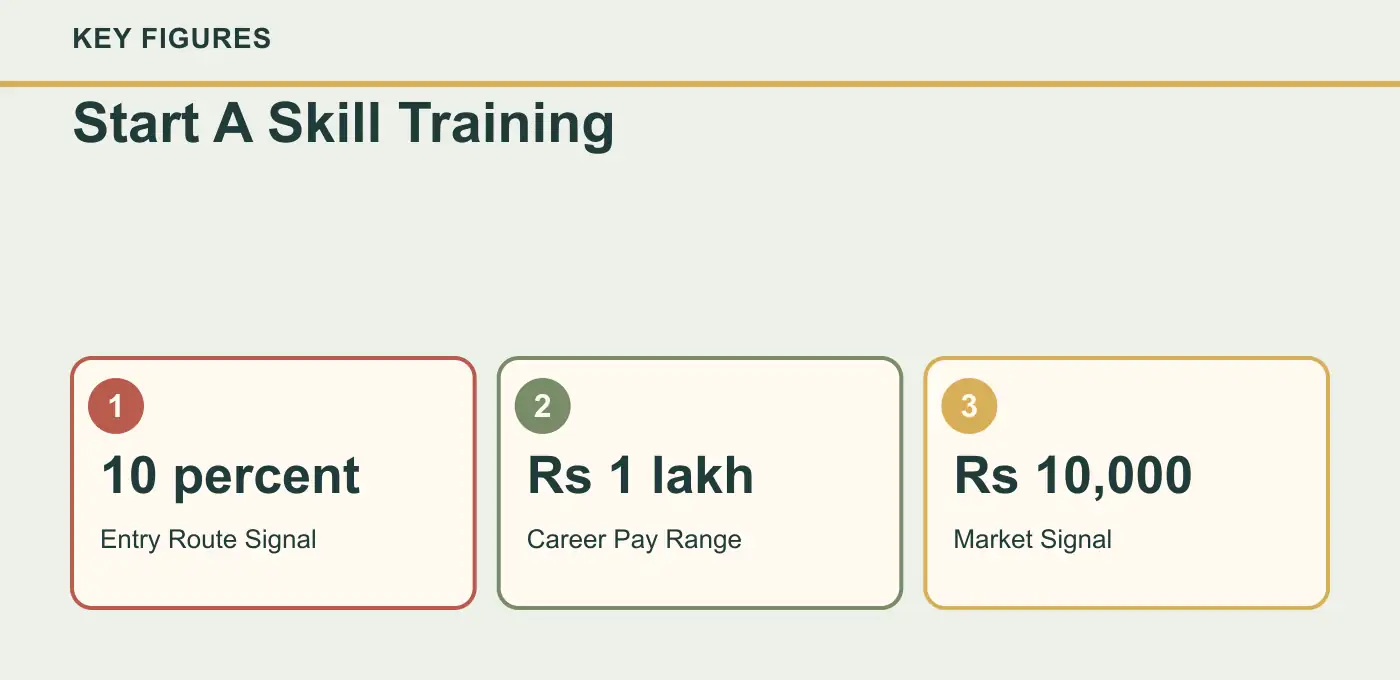 KEY FIGURES
Start A Skill Training
1
10 percent
Entry Route Signal
2
Rs 1 lakh
Career Pay Range
3
Rs 10,000
Market Signal